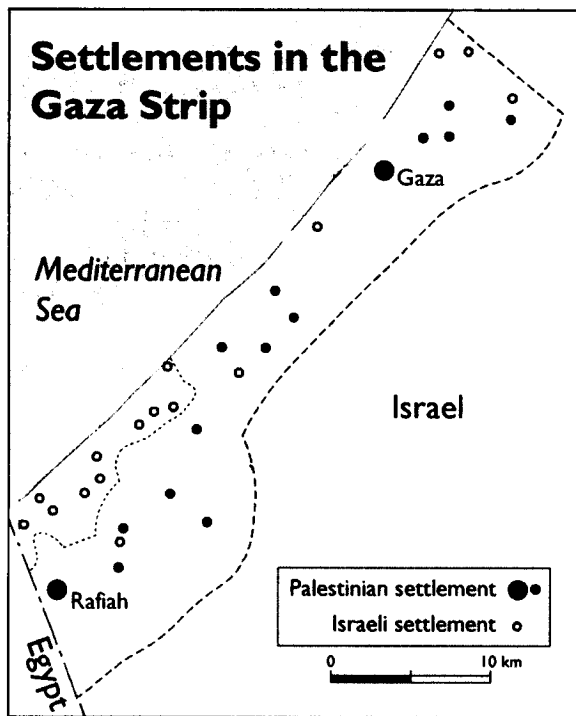 Settlements in the
Gaza Strip
Gaza
Mediterranean
Sea
Israel
Rafiah
Egypt
Palestinian settlement
Israeli settlement
0 10 km